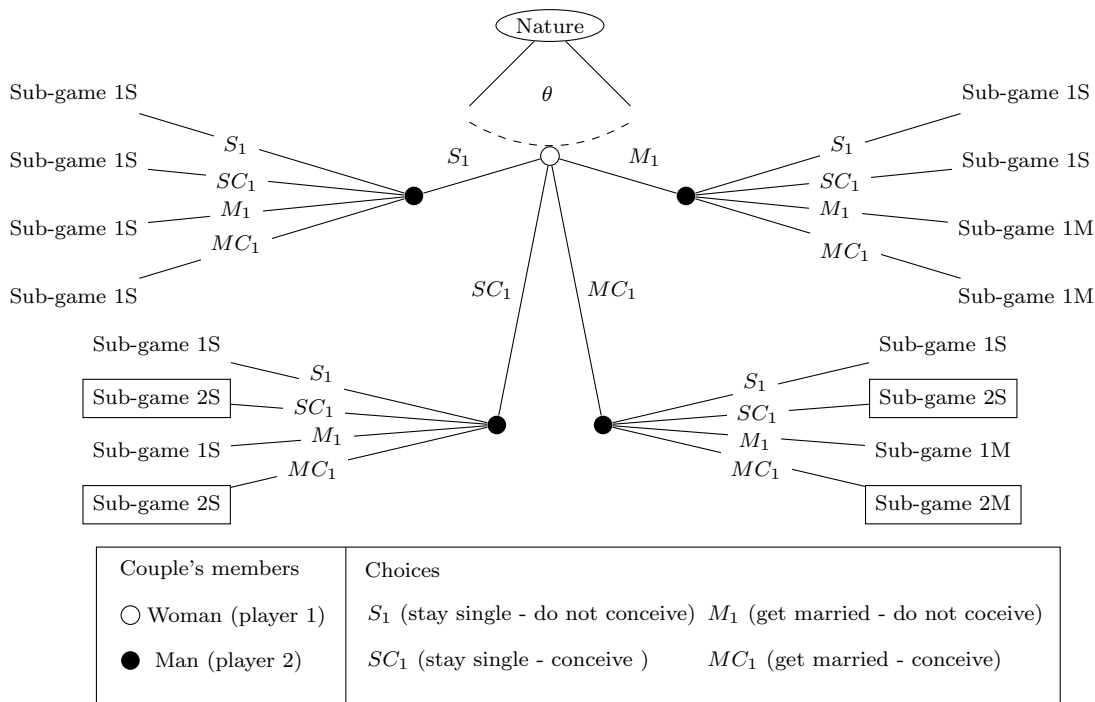 Nature
θ
Sub-game 1S
Sub-game 1S
Sub-game 1S
Sub-game 1S
S₁
SC₁
M₁
MC₁
S₁
M₁
S₁
SC₁
M₁
MC₁
Sub-game 1S
Sub-game 1S
Sub-game 1M
Sub-game 1M
SC₁
MC₁
Sub-game 1S
Sub-game 2S
Sub-game 1S
Sub-game 2S
S₁
SC₁
M₁
MC₁
S₁
SC₁
M₁
MC₁
Sub-game 1S
Sub-game 2S
Sub-game 1M
Sub-game 2M
Couple's members
Woman (player 1)
Man (player 2)
Choices
S₁ (stay single - do not conceive) M₁ (get married - do not coceive)
SC₁ (stay single - conceive ) MC₁ (get married - conceive)